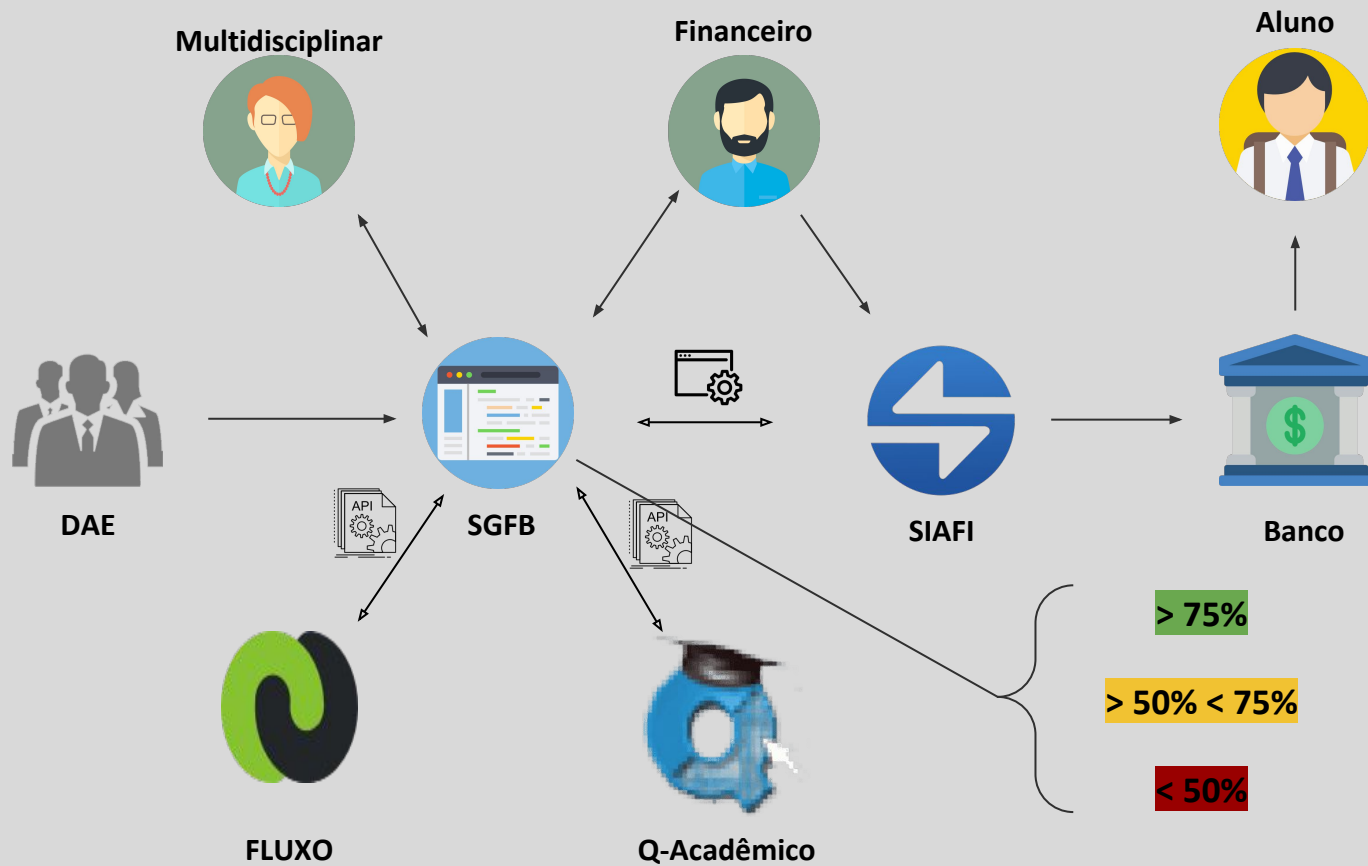 Multidisciplinar
Financeiro
Aluno
DAE
SGFB
SIAFI
Banco
API
API
> 75%
> 50% < 75%
< 50%
FLUXO
Q-Acadêmico